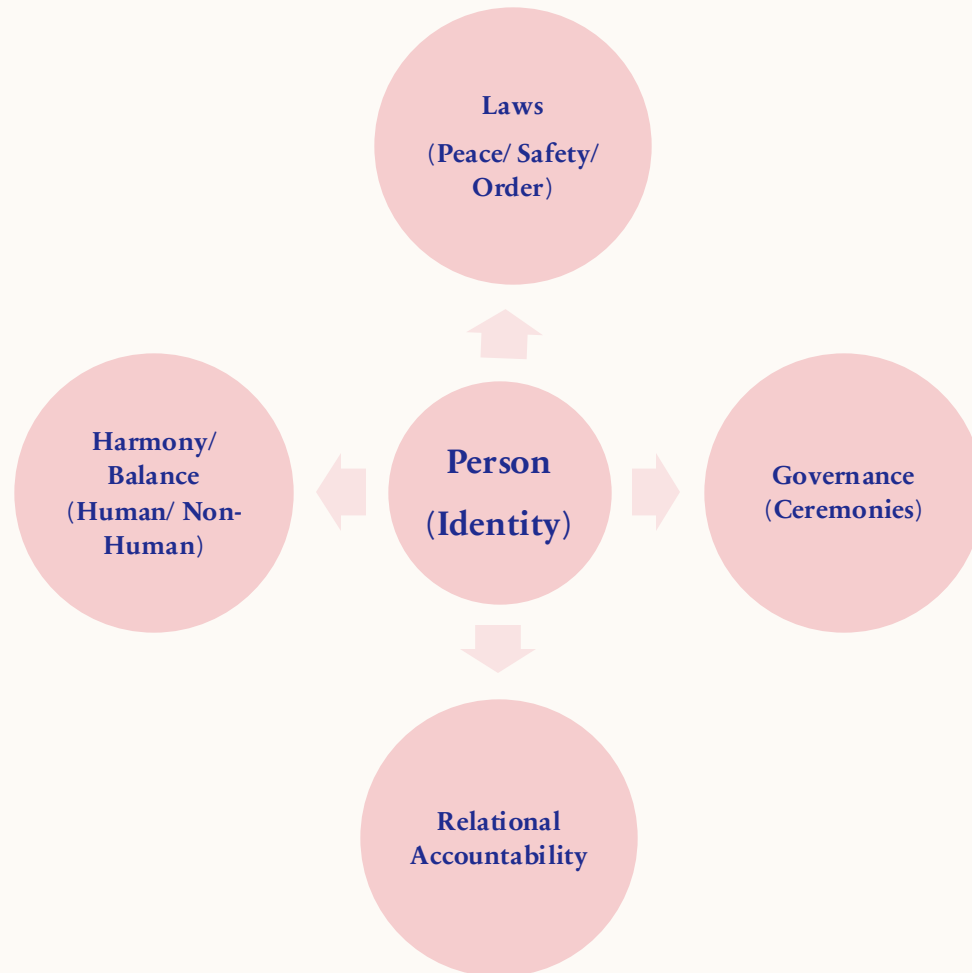 Laws
(Peace/ Safety/
Order)
Harmony/
Balance
(Human/ Non-
Human)
Person
(Identity)
Governance
(Ceremonies)
Relational
Accountability